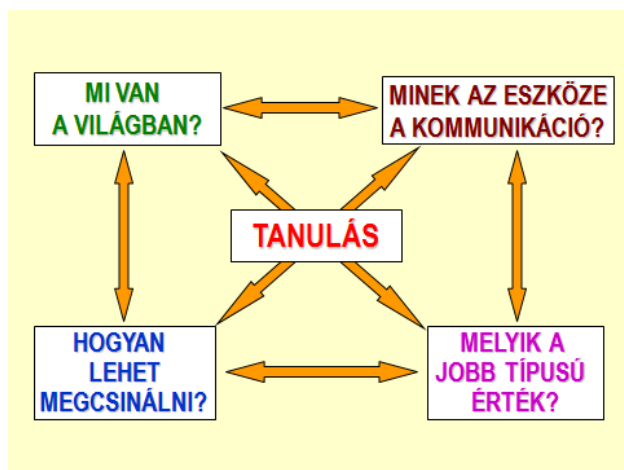 MI VAN
A VILÁGBAN?
MINEK AZ ESZKÖZE
A KOMMUNIKÁCIÓ?
TANULÁS
HOGYAN
LEHET
MEGCSINÁLNI?
MELYIK A
JOBB TÍPUSÚ
ÉRTÉK?